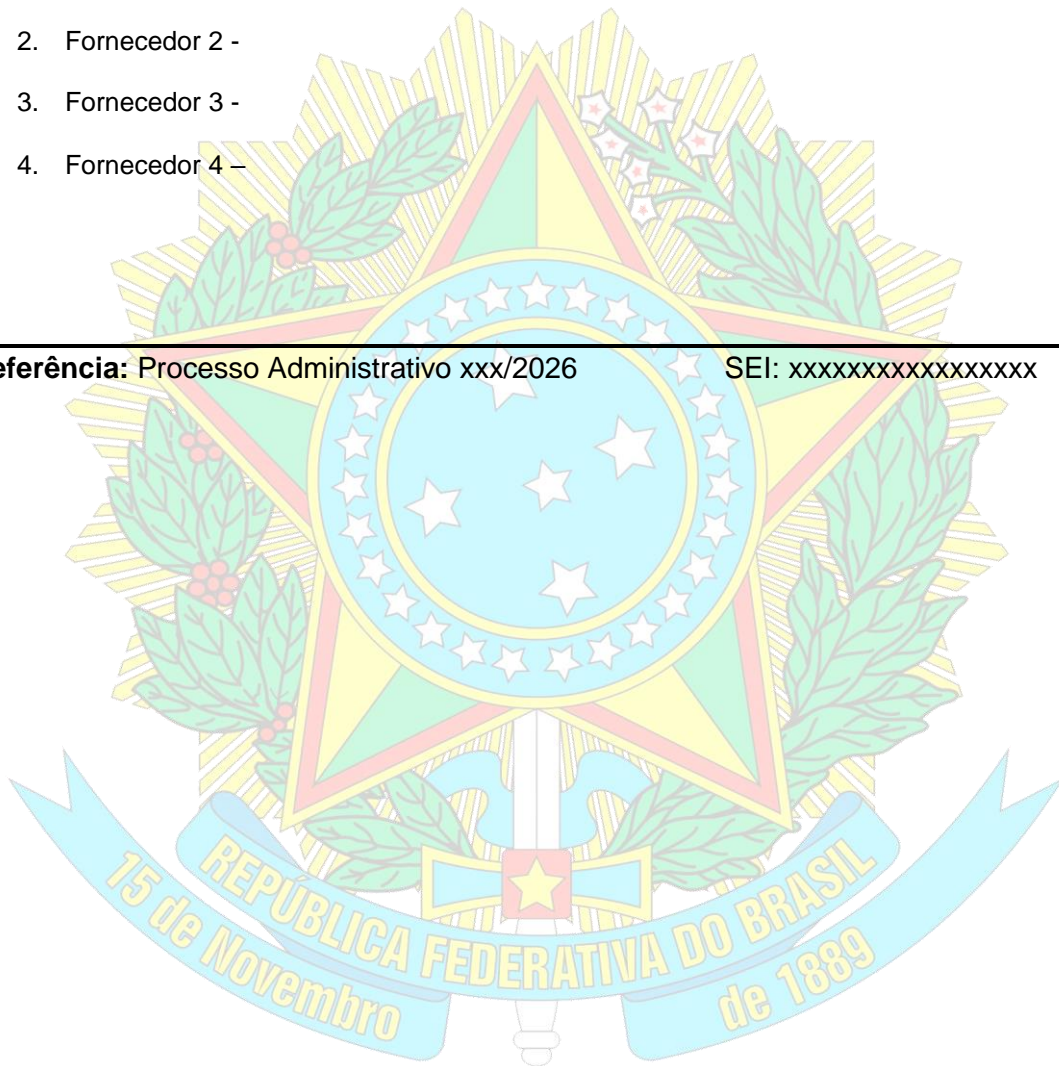 2. Fornecedor 2 -
3. Fornecedor 3 -
4. Fornecedor 4 –
eferência: Processo Administrativo xxx/2026 SEI: xxxxxxxxxxxxxxxxx
REPÚBLICA FEDERATIVA DO BRASIL
15 de Novembro de 1889